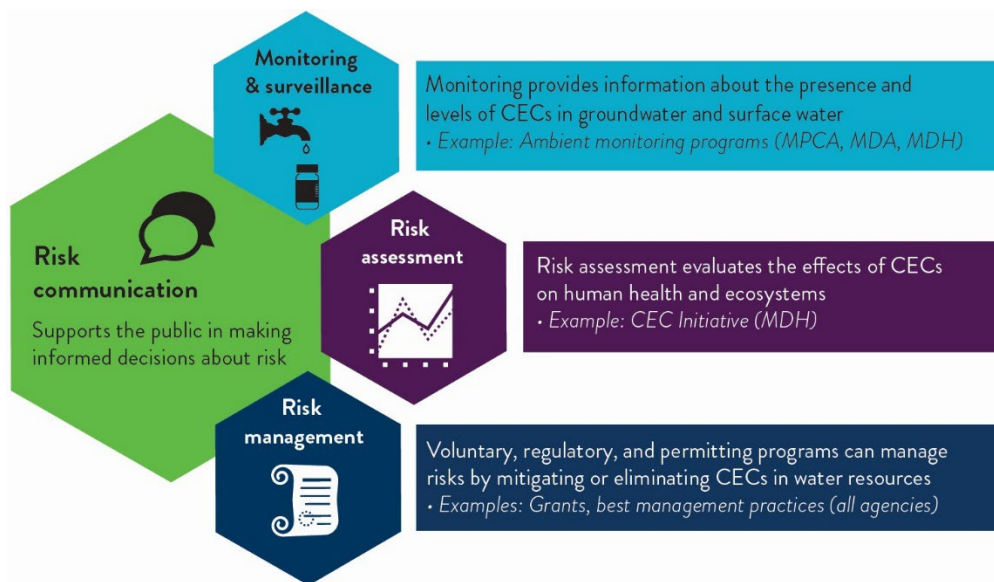 Monitoring
& surveillance
Monitoring provides information about the presence and
levels of CECs in groundwater and surface water
• Example: Ambient monitoring programs (MPCA, MDA, MDH)
Risk
communication
Supports the public in making
informed decisions about risk
Risk
assessment
Risk assessment evaluates the effects of CECs
on human health and ecosystems
• Example: CEC Initiative (MDH)
Risk
management
Voluntary, regulatory, and permitting programs can manage
risks by mitigating or eliminating CECs in water resources
• Examples: Grants, best management practices (all agencies)